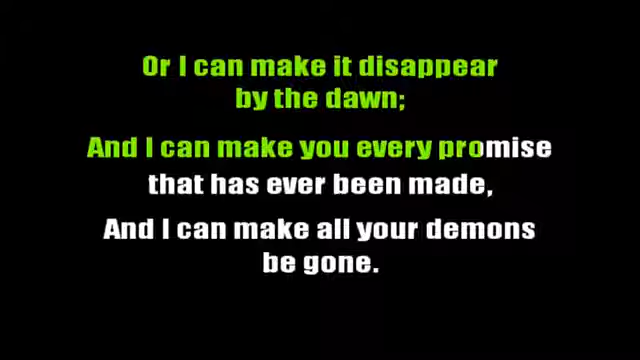 Or I can make it disappear
by the dawn;
And I can make you every promise
that has ever been made,
And I can make all your demons
be gone.